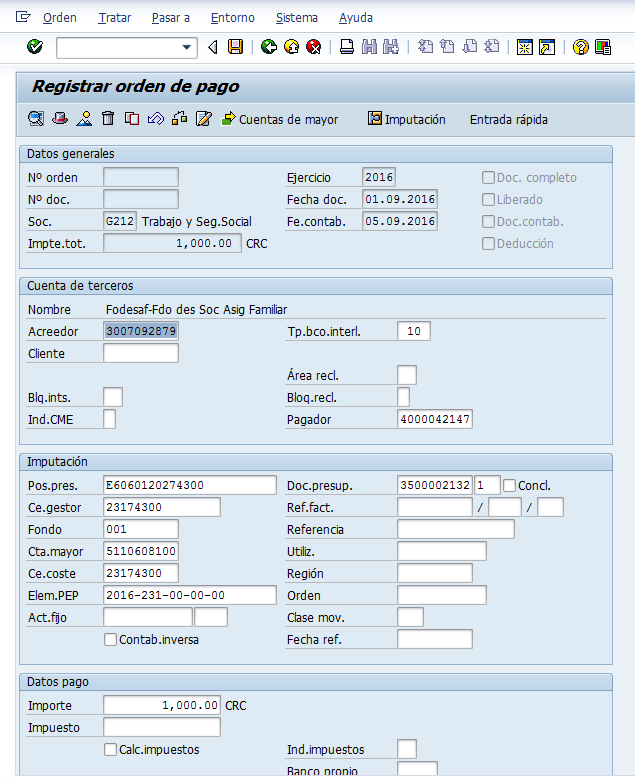 Orden Tratar Pasar a Entorno Sistema Ayuda
Registrar orden de pago
Cuentas de mayor Imputación Entrada rápida
Datos generales
Nº orden Ejercicio 2016 Doc. completo
Nº doc. Fecha doc. 01.09.2016 Liberado
Soc. G212 Trabajo y Seg.Social Fe.contab. 05.09.2016 Doc.contab.
Impte.tot. 1,000.00 CRC Deducción
Cuenta de terceros
Nombre Fodesaf-Fdo des Soc Asig Familiar
Acreedor 3007092879 Tp.bco.interl. 10
Cliente
Área recl.
Blq.ints. Bloq.recl.
Ind.CME Pagador 4000042147
Imputación
Pos.pres. E6060120274300 Doc.presup. 3500002132 1 Concl.
Ce.gestor 23174300 Ref.fact. / /
Fondo 001 Referencia
Cta.mayor 5110608100 Utiliz.
Ce.coste 23174300 Región
Elem.PEP 2016-231-00-00-00 Orden
Act.fijo Clase mov.
Contab.inversa Fecha ref.
Datos pago
Importe 1,000.00 CRC
Impuesto
Calc.impuestos Ind.impuestos
Banco propio